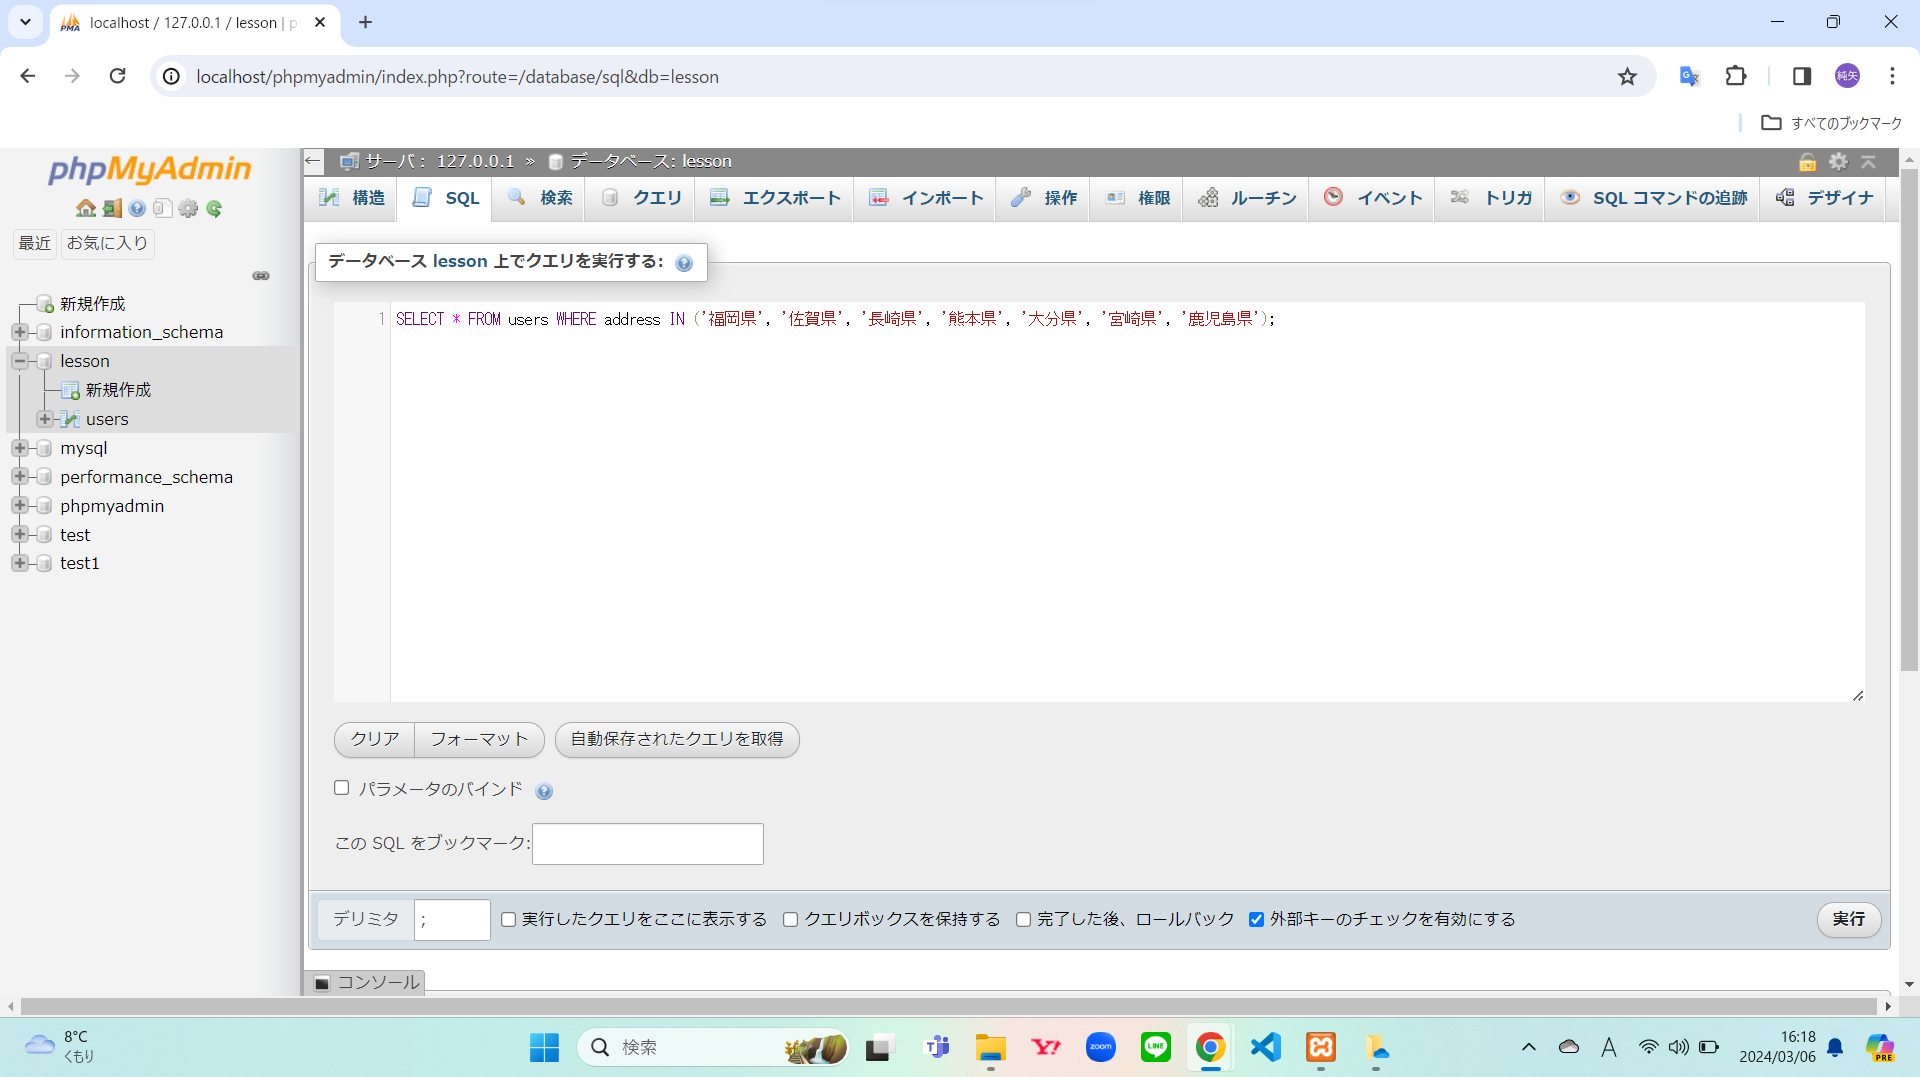 localhost / 127.0.0.1 / lesson | p
localhost/phpmyadmin/index.php?route=/database/sql&db=lesson
純矢
すべてのブックマーク
phpMyAdmin
最近 お気に入り
新規作成
information_schema
lesson
新規作成
users
mysql
performance_schema
phpmyadmin
test
test1
サーバ: 127.0.0.1 » データベース: lesson
構造 SQL 検索 クエリ エクスポート インポート 操作 権限 ルーチン イベント トリガ SQL コマンドの追跡 デザイナ
データベース lesson 上でクエリを実行する:
1 SELECT * FROM users WHERE address IN ('福岡県', '佐賀県', '長崎県', '熊本県', '大分県', '宮崎県', '鹿児島県');
クリア フォーマット 自動保存されたクエリを取得
パラメータのバインド
この SQL をブックマーク:
デリミタ ; 実行したクエリをここに表示する クエリボックスを保持する 完了した後、ロールバック 外部キーのチェックを有効にする 実行
コンソール
8°C
くもり
検索
zoom
LINE
A
16:18
2024/03/06
PRE